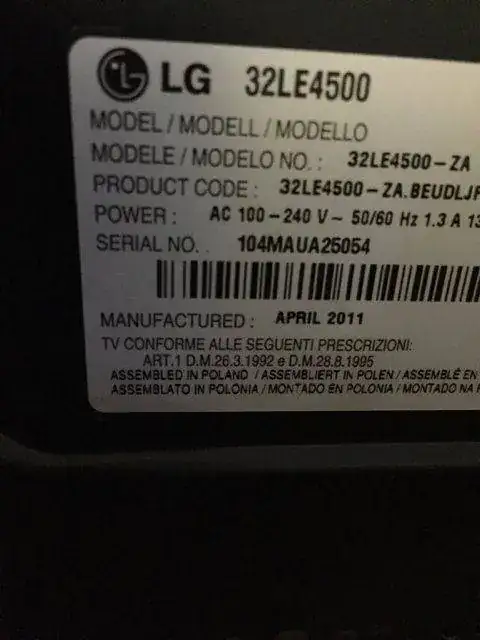 LG 32LE4500
MODEL / MODELL / MODELLO
MODELE / MODELO NO. : 32LE4500-ZA
PRODUCT CODE : 32LE4500-ZA.BEUDLJP
POWER : AC 100-240 V~ 50/60 Hz 1.3 A 13
SERIAL NO. . 104MAUA25054
MANUFACTURED : APRIL 2011
TV CONFORME ALLE SEGUENTI PRESCRIZIONI:
ART.1 D.M.26.3.1992 e D.M.28.8.1995
ASSEMBLED IN POLAND / ASSEMBLIERT IN POLEN / ASSEMBLÉ EN
ASSEMBLATO IN POLONIA / MONTADO EN POLONIA / MONTADO NA